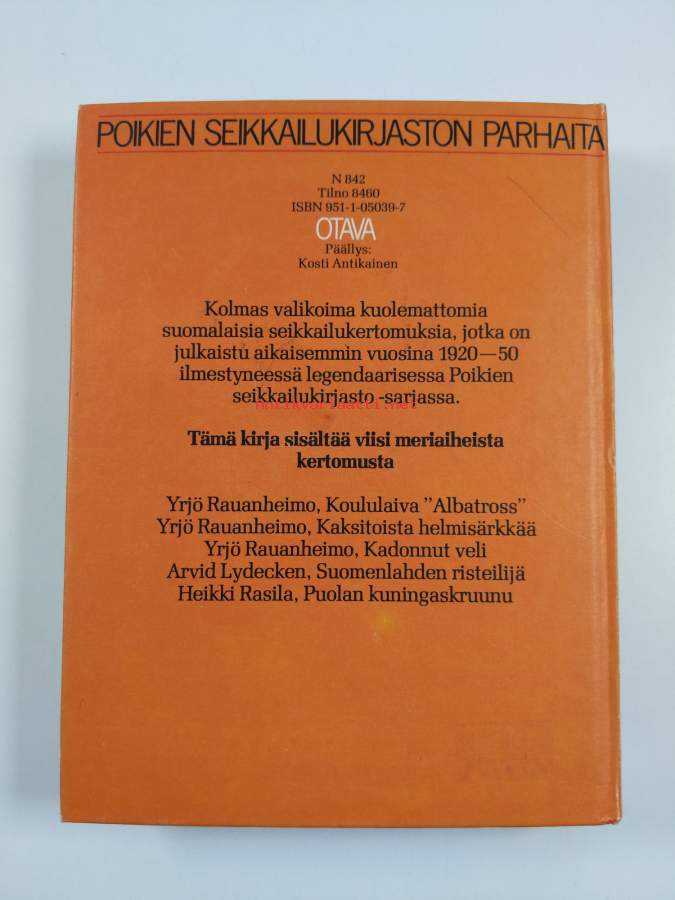 POIKIEN SEIKKAILUKIRJASTON PARHAITA
N 842
Tilno 8460
ISBN 951-1-05039-7
OTAVA
Päällys:
Kosti Antikainen
Kolmas valikoima kuolemattomia
suomalaisia seikkailukertomuksia, jotka on
julkaistu aikaisemmin vuosina 1920—50
ilmestyneessä legendaarisessa Poikien
seikkailukirjasto -sarjassa.
antikvariaatti.net
Tämä kirja sisältää viisi meriaiheista
kertomusta
Yrjö Rauanheimo, Koululaiva ”Albatross”
Yrjö Rauanheimo, Kaksitoista helmisärkkää
Yrjö Rauanheimo, Kadonnut veli
Arvid Lydecken, Suomenlahden risteilijä
Heikki Rasila, Puolan kuningaskruunu